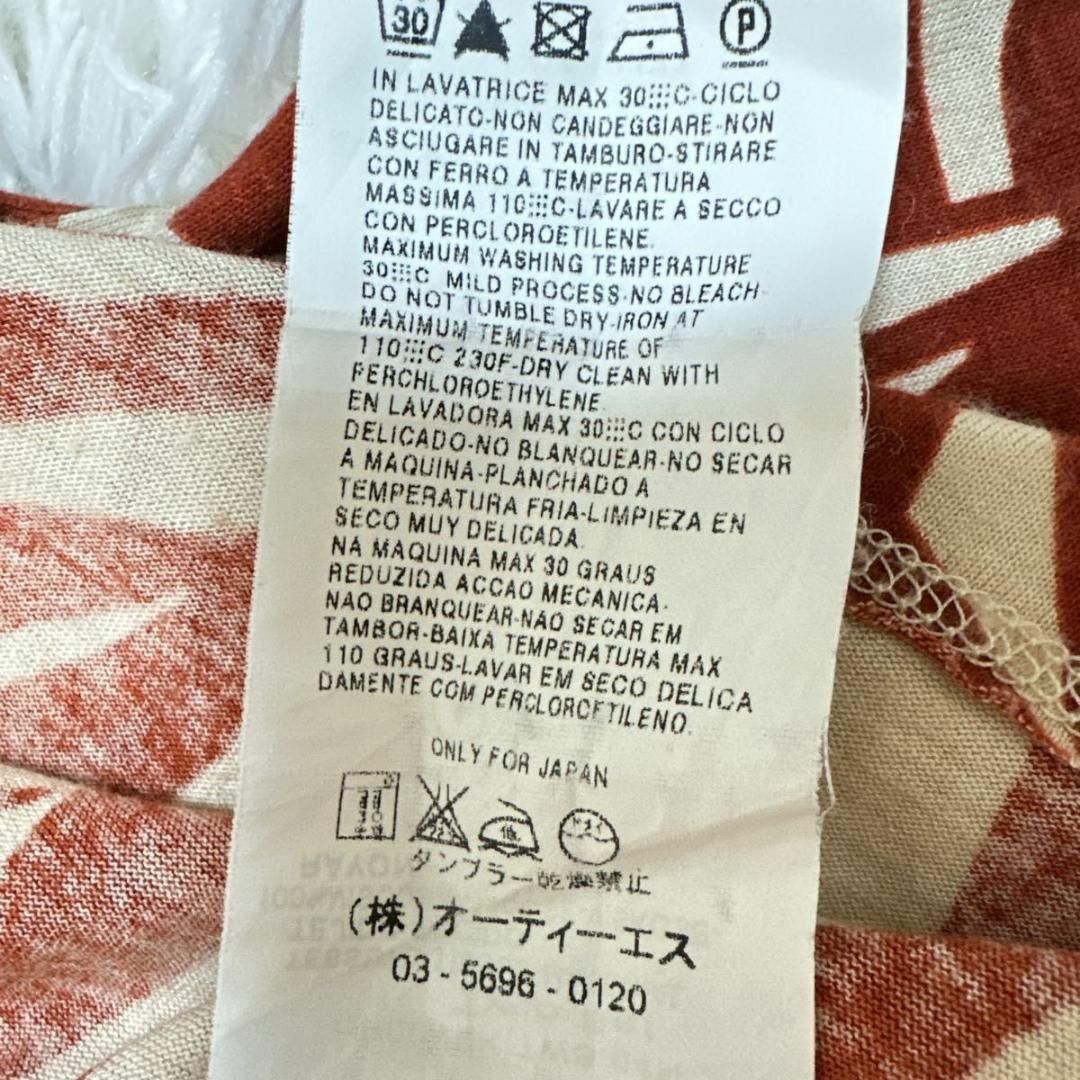 30
P
IN LAVATRICE MAX 30 C-CICLO
DELICATO-NON CANDEGGIARE-NON
ASCIUGARE IN TAMBURO-STIRARE
CON FERRO A TEMPERATURA
MASSIMA 110 C-LAVARE A SECCO
CON PERCLOROETILENE.
MAXIMUM WASHING TEMPERATURE
30 C MILD PROCESS-NO BLEACH-
DO NOT TUMBLE DRY-IRON AT
MAXIMUM TEMPERATURE OF
110 C 230F-DRY CLEAN WITH
PERCHLOROETHYLENE.
EN LAVADORA MAX 30 C CON CICLO
DELICADO-NO BLANQUEAR-NO SECAR
A MAQUINA-PLANCHADO A
TEMPERATURA FRIA-LIMPIEZA EN
SECO MUY DELICADA.
NA MAQUINA MAX 30 GRAUS
REDUZIDA ACCAO MECANICA-
NAO BRANQUEAR-NAO SECAR EM
TAMBOR-BAIXA TEMPERATURA MAX
110 GRAUS-LAVAR EM SECO DELICA
DAMENTE COM PERCLOROETILENO.
ONLY FOR JAPAN
低
タンブラー乾燥禁止
(株)オーティーエス
03-5696-0120